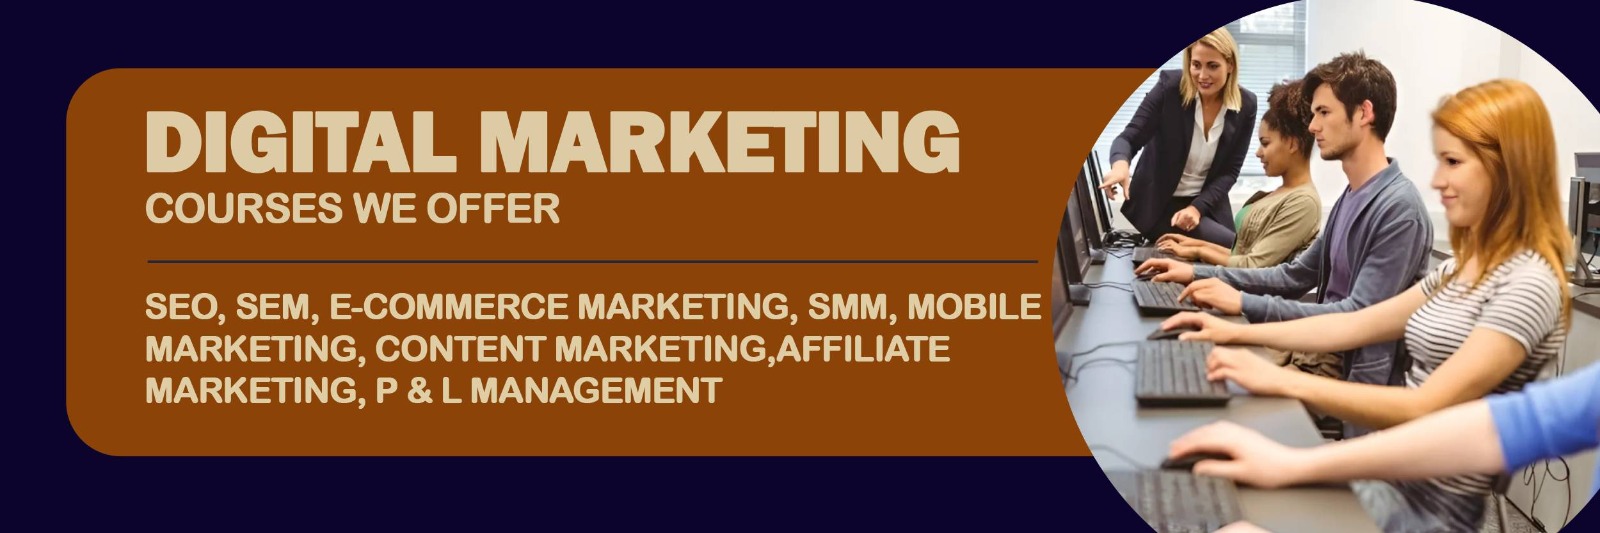 DIGITAL MARKETING
COURSES WE OFFER
SEO, SEM, E-COMMERCE MARKETING, SMM, MOBILE
MARKETING, CONTENT MARKETING,AFFILIATE
MARKETING, P & L MANAGEMENT